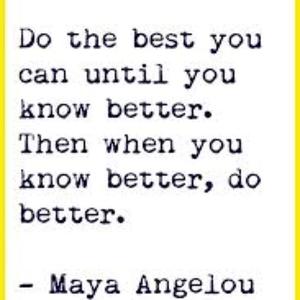 Do the best you
can until you
know better.
Then when you
know better, do
better.
- Maya Angelou